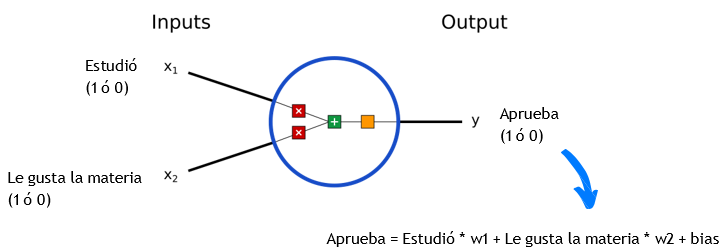 Inputs
Output
Estudió
(1 ó 0)
x1
Le gusta la materia
(1 ó 0)
x2
×
×
+
y
Aprueba
(1 ó 0)
Aprueba = Estudió * w1 + Le gusta la materia * w2 + bias